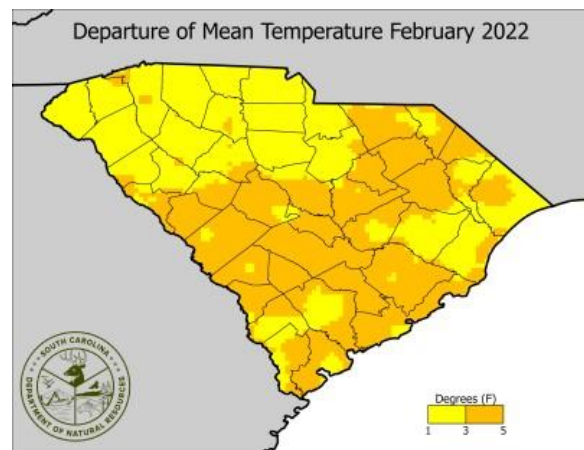 Departure of Mean Temperature February 2022
SOUTH CAROLINA
DEPARTMENT OF NATURAL RESOURCES
Degrees (F)
1 3 5